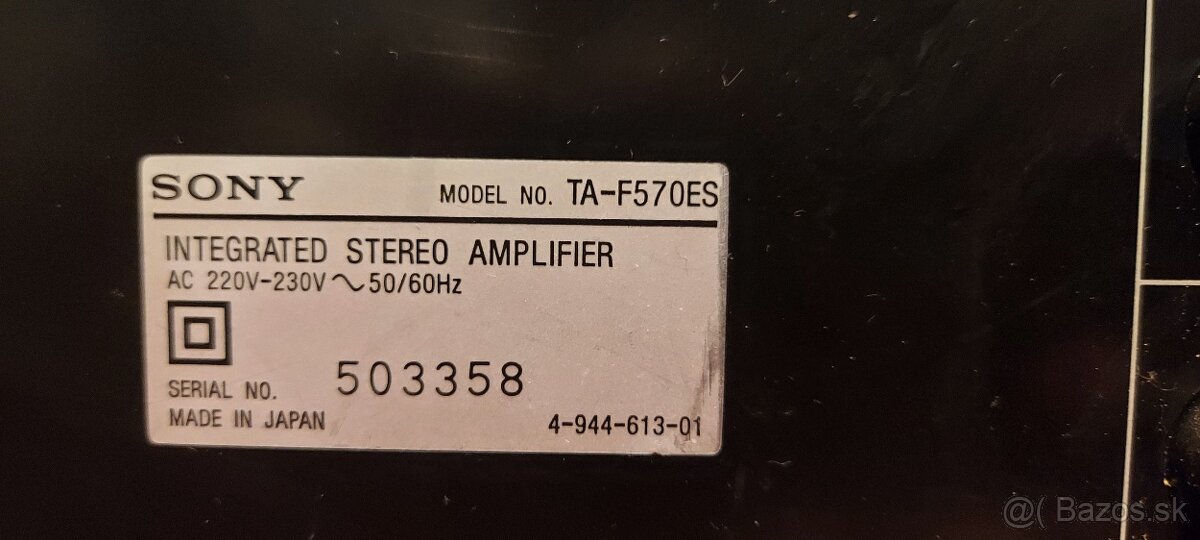 SONY MODEL NO. TA-F570ES
INTEGRATED STEREO AMPLIFIER
AC 220V-230V ~ 50/60Hz
503358
SERIAL NO.
MADE IN JAPAN 4-944-613-01
@( Bazos.sk